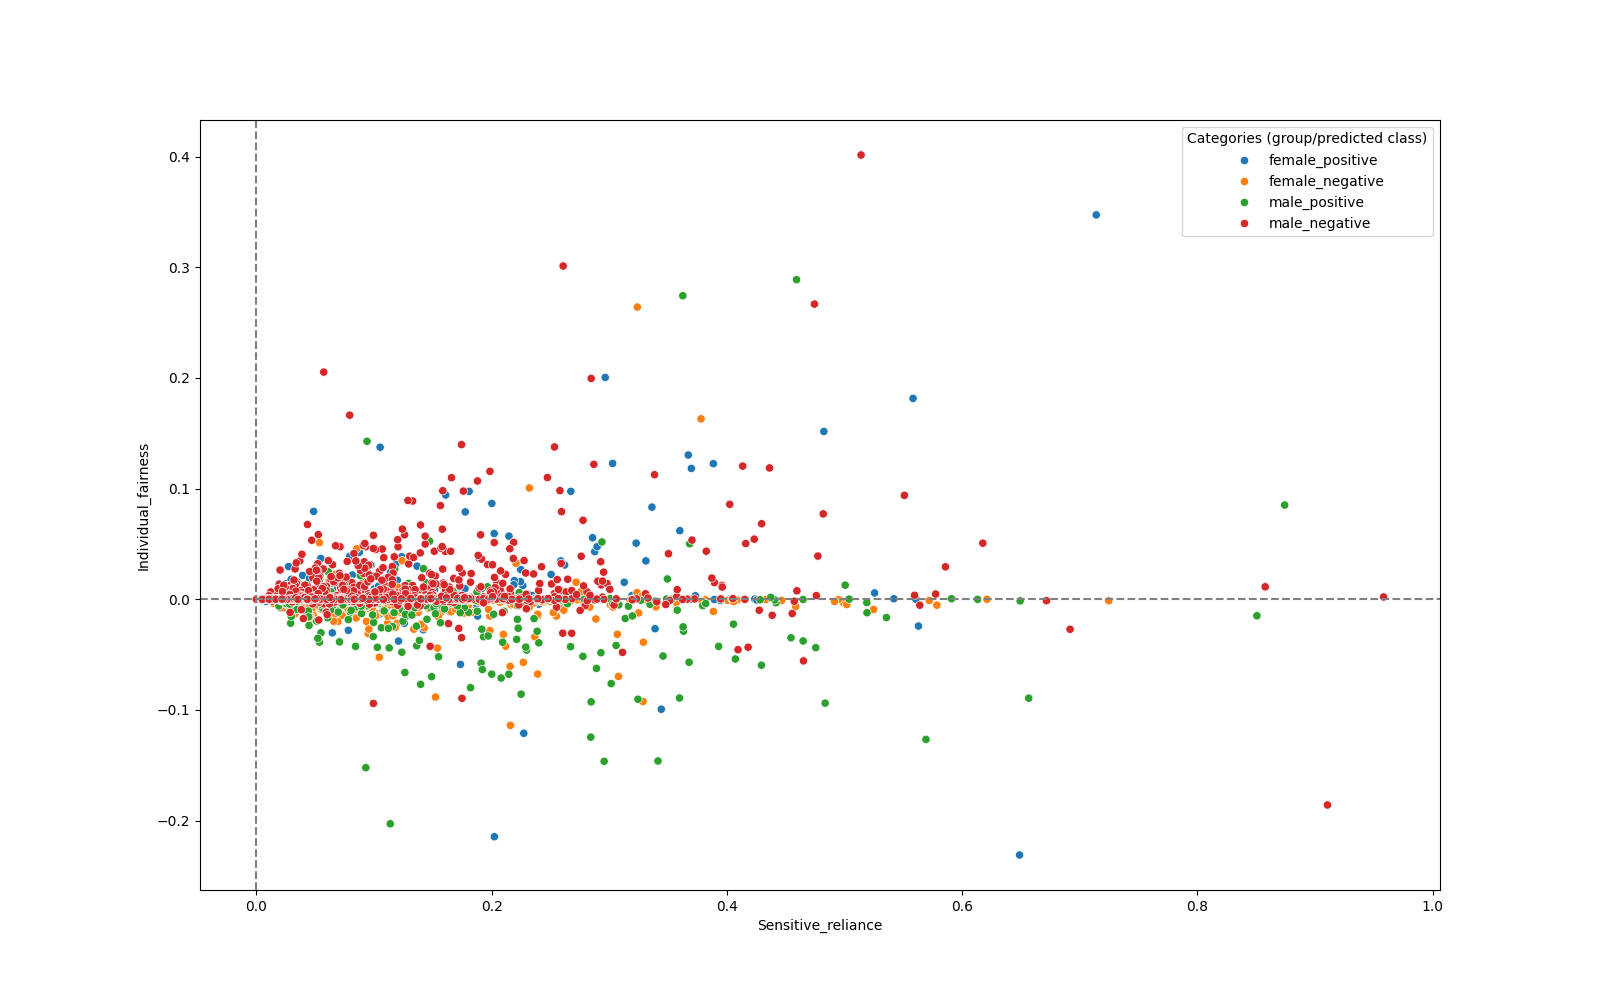 Categories (group/predicted class)
female_positive
female_negative
male_positive
male_negative
0.4
0.3
0.2
0.1
0.0
−0.1
−0.2
Individual_fairness
0.0 0.2 0.4 0.6 0.8 1.0
Sensitive_reliance